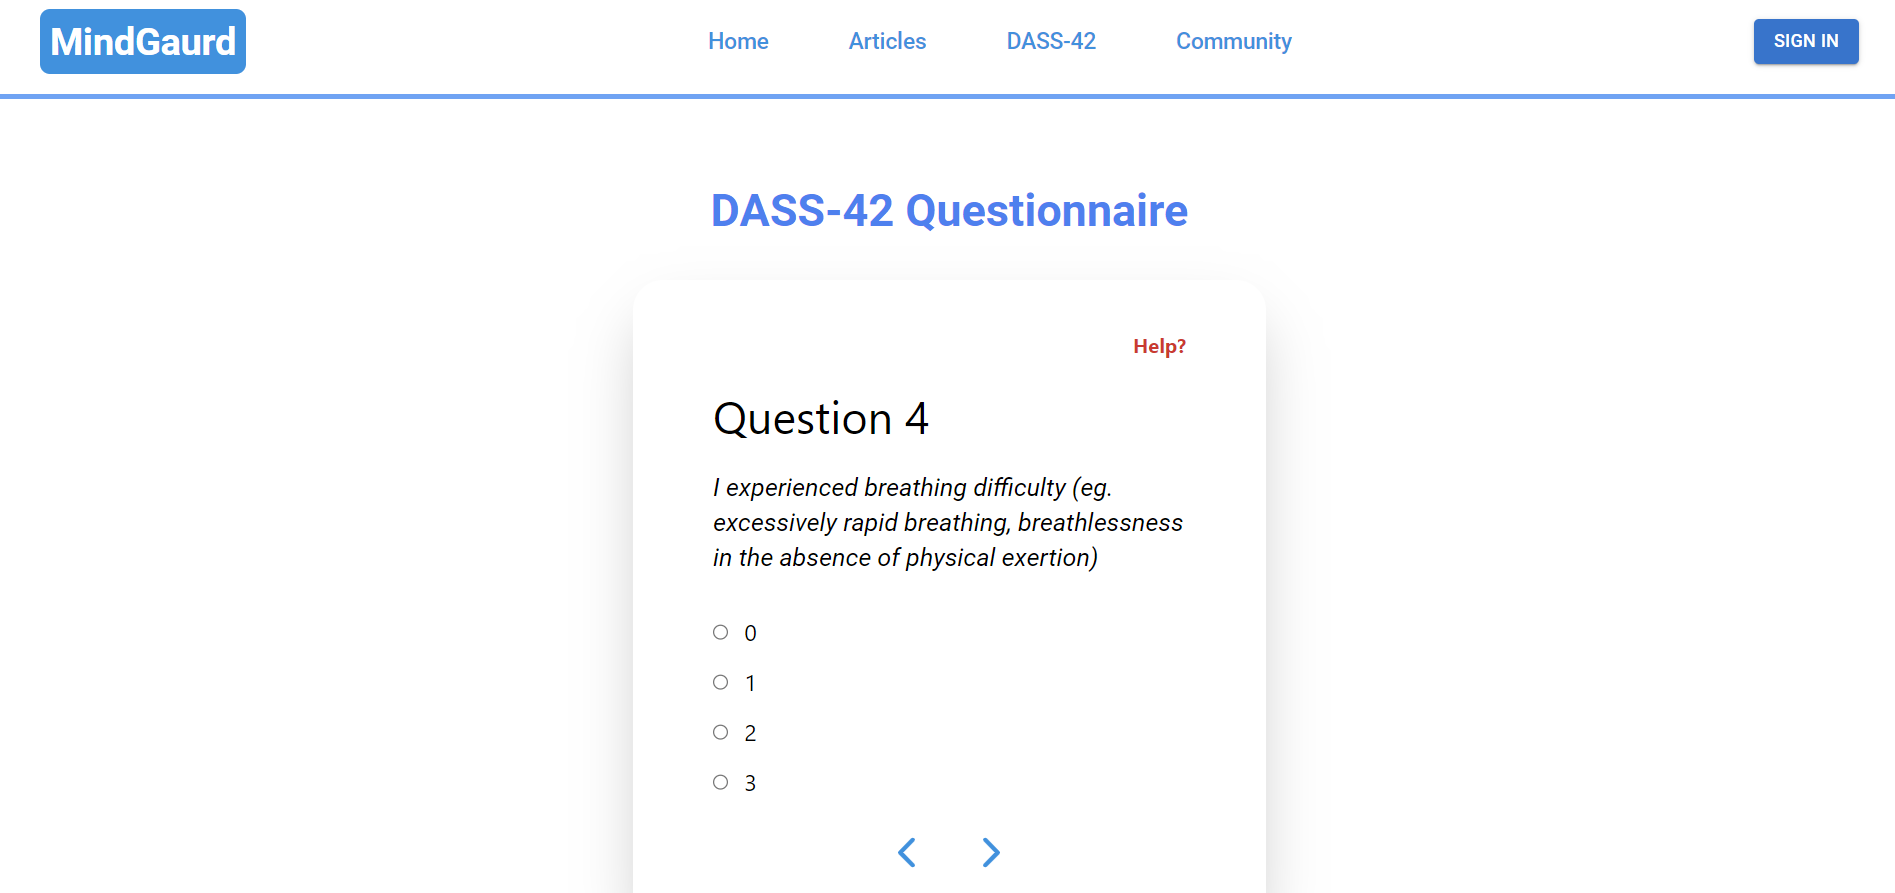 MindGaurd
Home
Articles
DASS-42
Community
SIGN IN
DASS-42 Questionnaire
Help?
Question 4
I experienced breathing difficulty (eg.
excessively rapid breathing, breathlessness
in the absence of physical exertion)
0
1
2
3